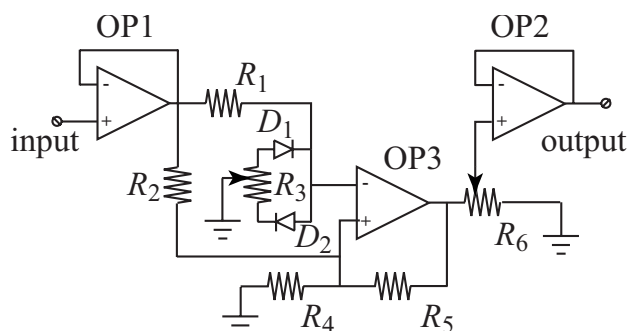 OP1
OP2
R1
- 
-
D1
+
+
input
output
OP3
R2
R3
-
+
R6
D2
R4
R5